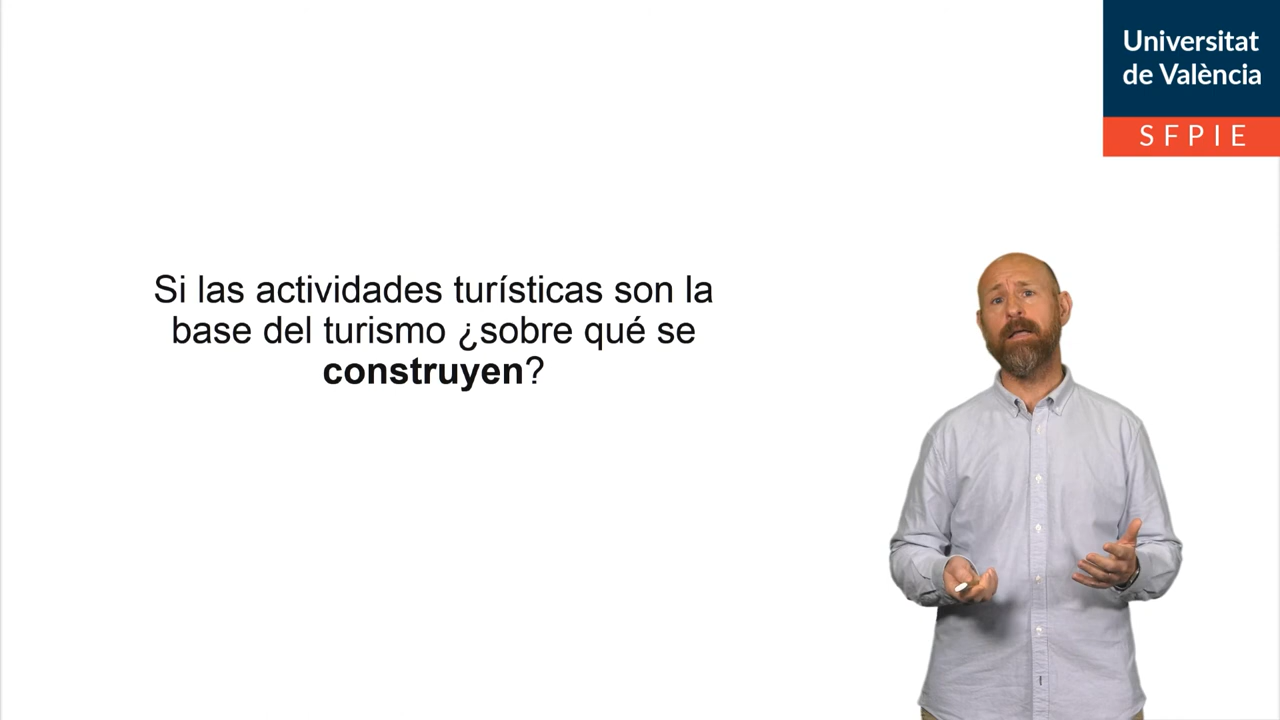 Universitat
de València
SFPIE
Si las actividades turísticas son la
base del turismo ¿sobre qué se
construyen?